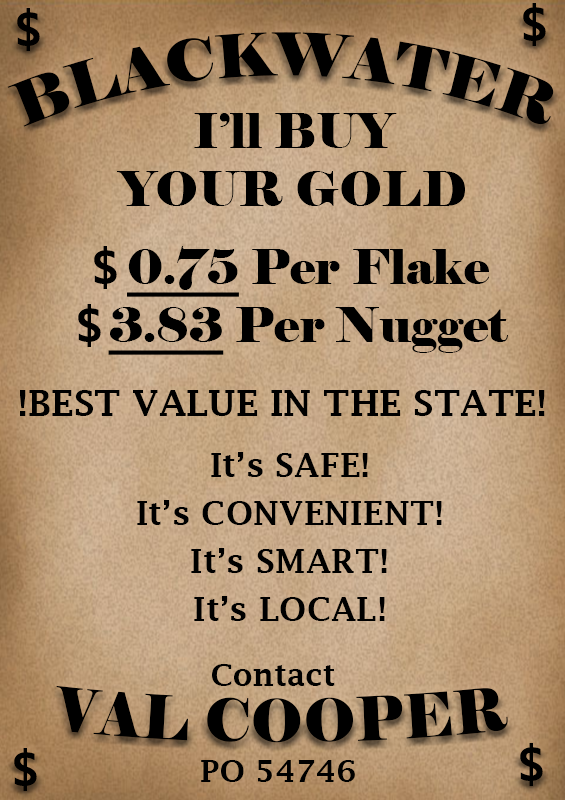 $ $
BLACKWATER
I'll BUY
YOUR GOLD
$ 0.75 Per Flake
$ 3.83 Per Nugget
!BEST VALUE IN THE STATE!
It's SAFE!
It's CONVENIENT!
It's SMART!
It's LOCAL!
Contact
VAL COOPER
$ PO 54746 $